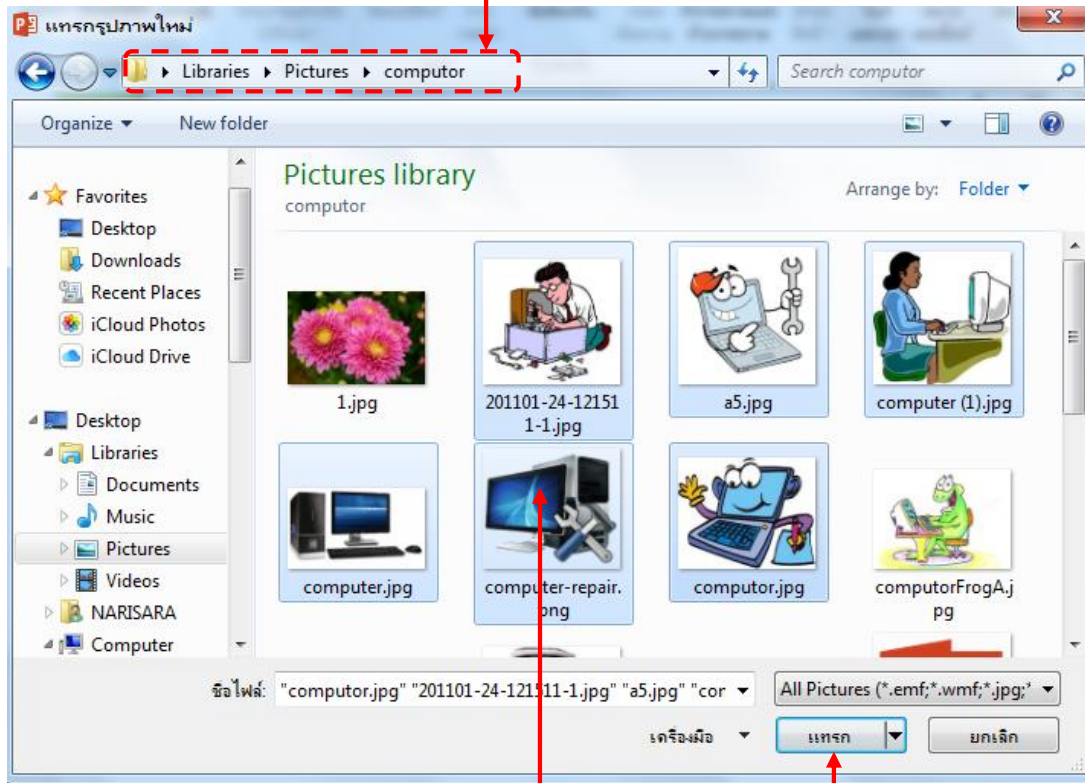 แทรกรูปภาพใหม่
Libraries Pictures computor
Search computor
Organize New folder
Pictures library
computor
Arrange by: Folder
Favorites
Desktop
Downloads
Recent Places
iCloud Photos
iCloud Drive
Desktop
Libraries
Documents
Music
Pictures
Videos
NARISARA
Computer
1.jpg
201101-24-12151
1-1.jpg
a5.jpg
computer (1).jpg
computer.jpg
computer-repair.
png
computor.jpg
computorFrogA.j
pg
ชื่อไฟล์: "computor.jpg" "201101-24-121511-1.jpg" "a5.jpg" "cor
All Pictures (*.emf;*.wmf;*.jpg;*
เครื่องมือ แทรก ยกเลิก